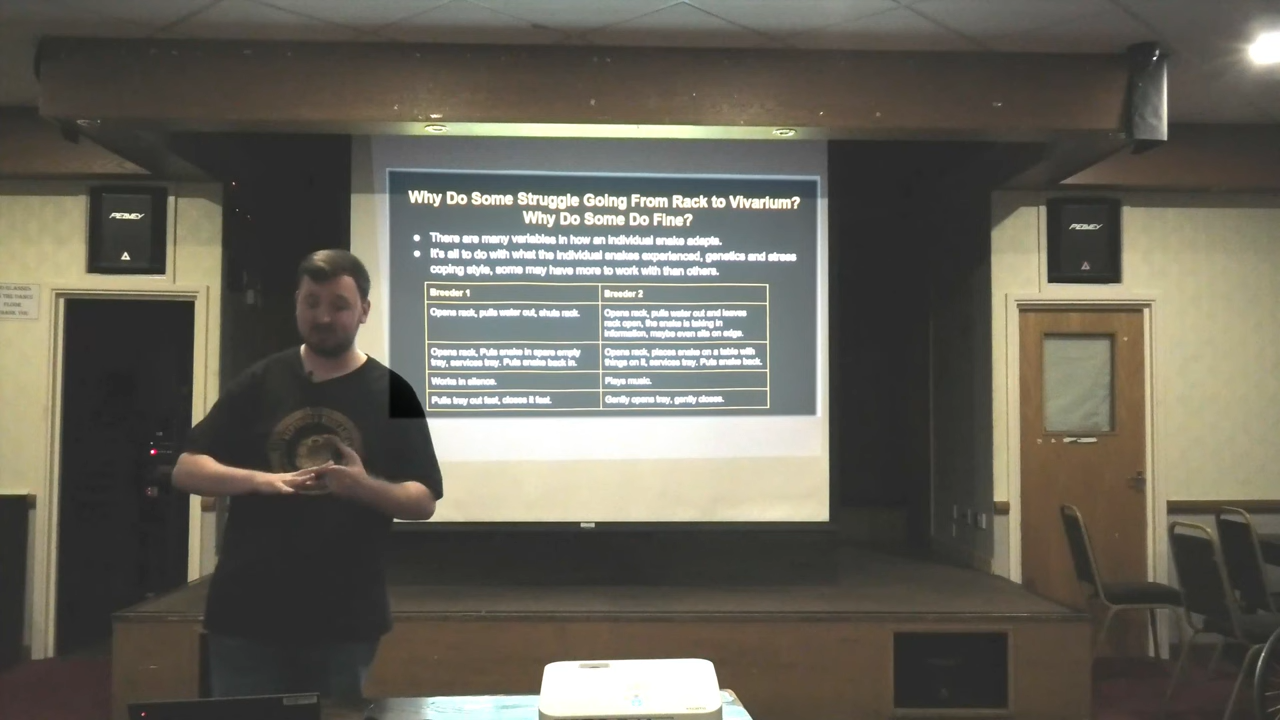 Why Do Some Struggle Going From Rack to Vivarium?
Why Do Some Do Fine?
There are many variables in how an individual snake adapts.
It's all to do with what the individual snakes experienced, genetics and stress
coping style, some may have more to work with than others.
Breeder 1
Breeder 2
Opens rack, pulls water out, shuts rack.
Opens rack, pulls water out and leaves
rack open, the snake is taking in
information, maybe even sits on edge.
Opens rack, Puts snake in spare empty
tray, services tray. Puts snake back in.
Opens rack, places snake on a table with
things on it, services tray. Puts snake back.
Works in silence.
Plays music.
Pulls tray out fast, closes it fast.
Gently opens tray, gently closes.
PEAVEY
PEAVEY